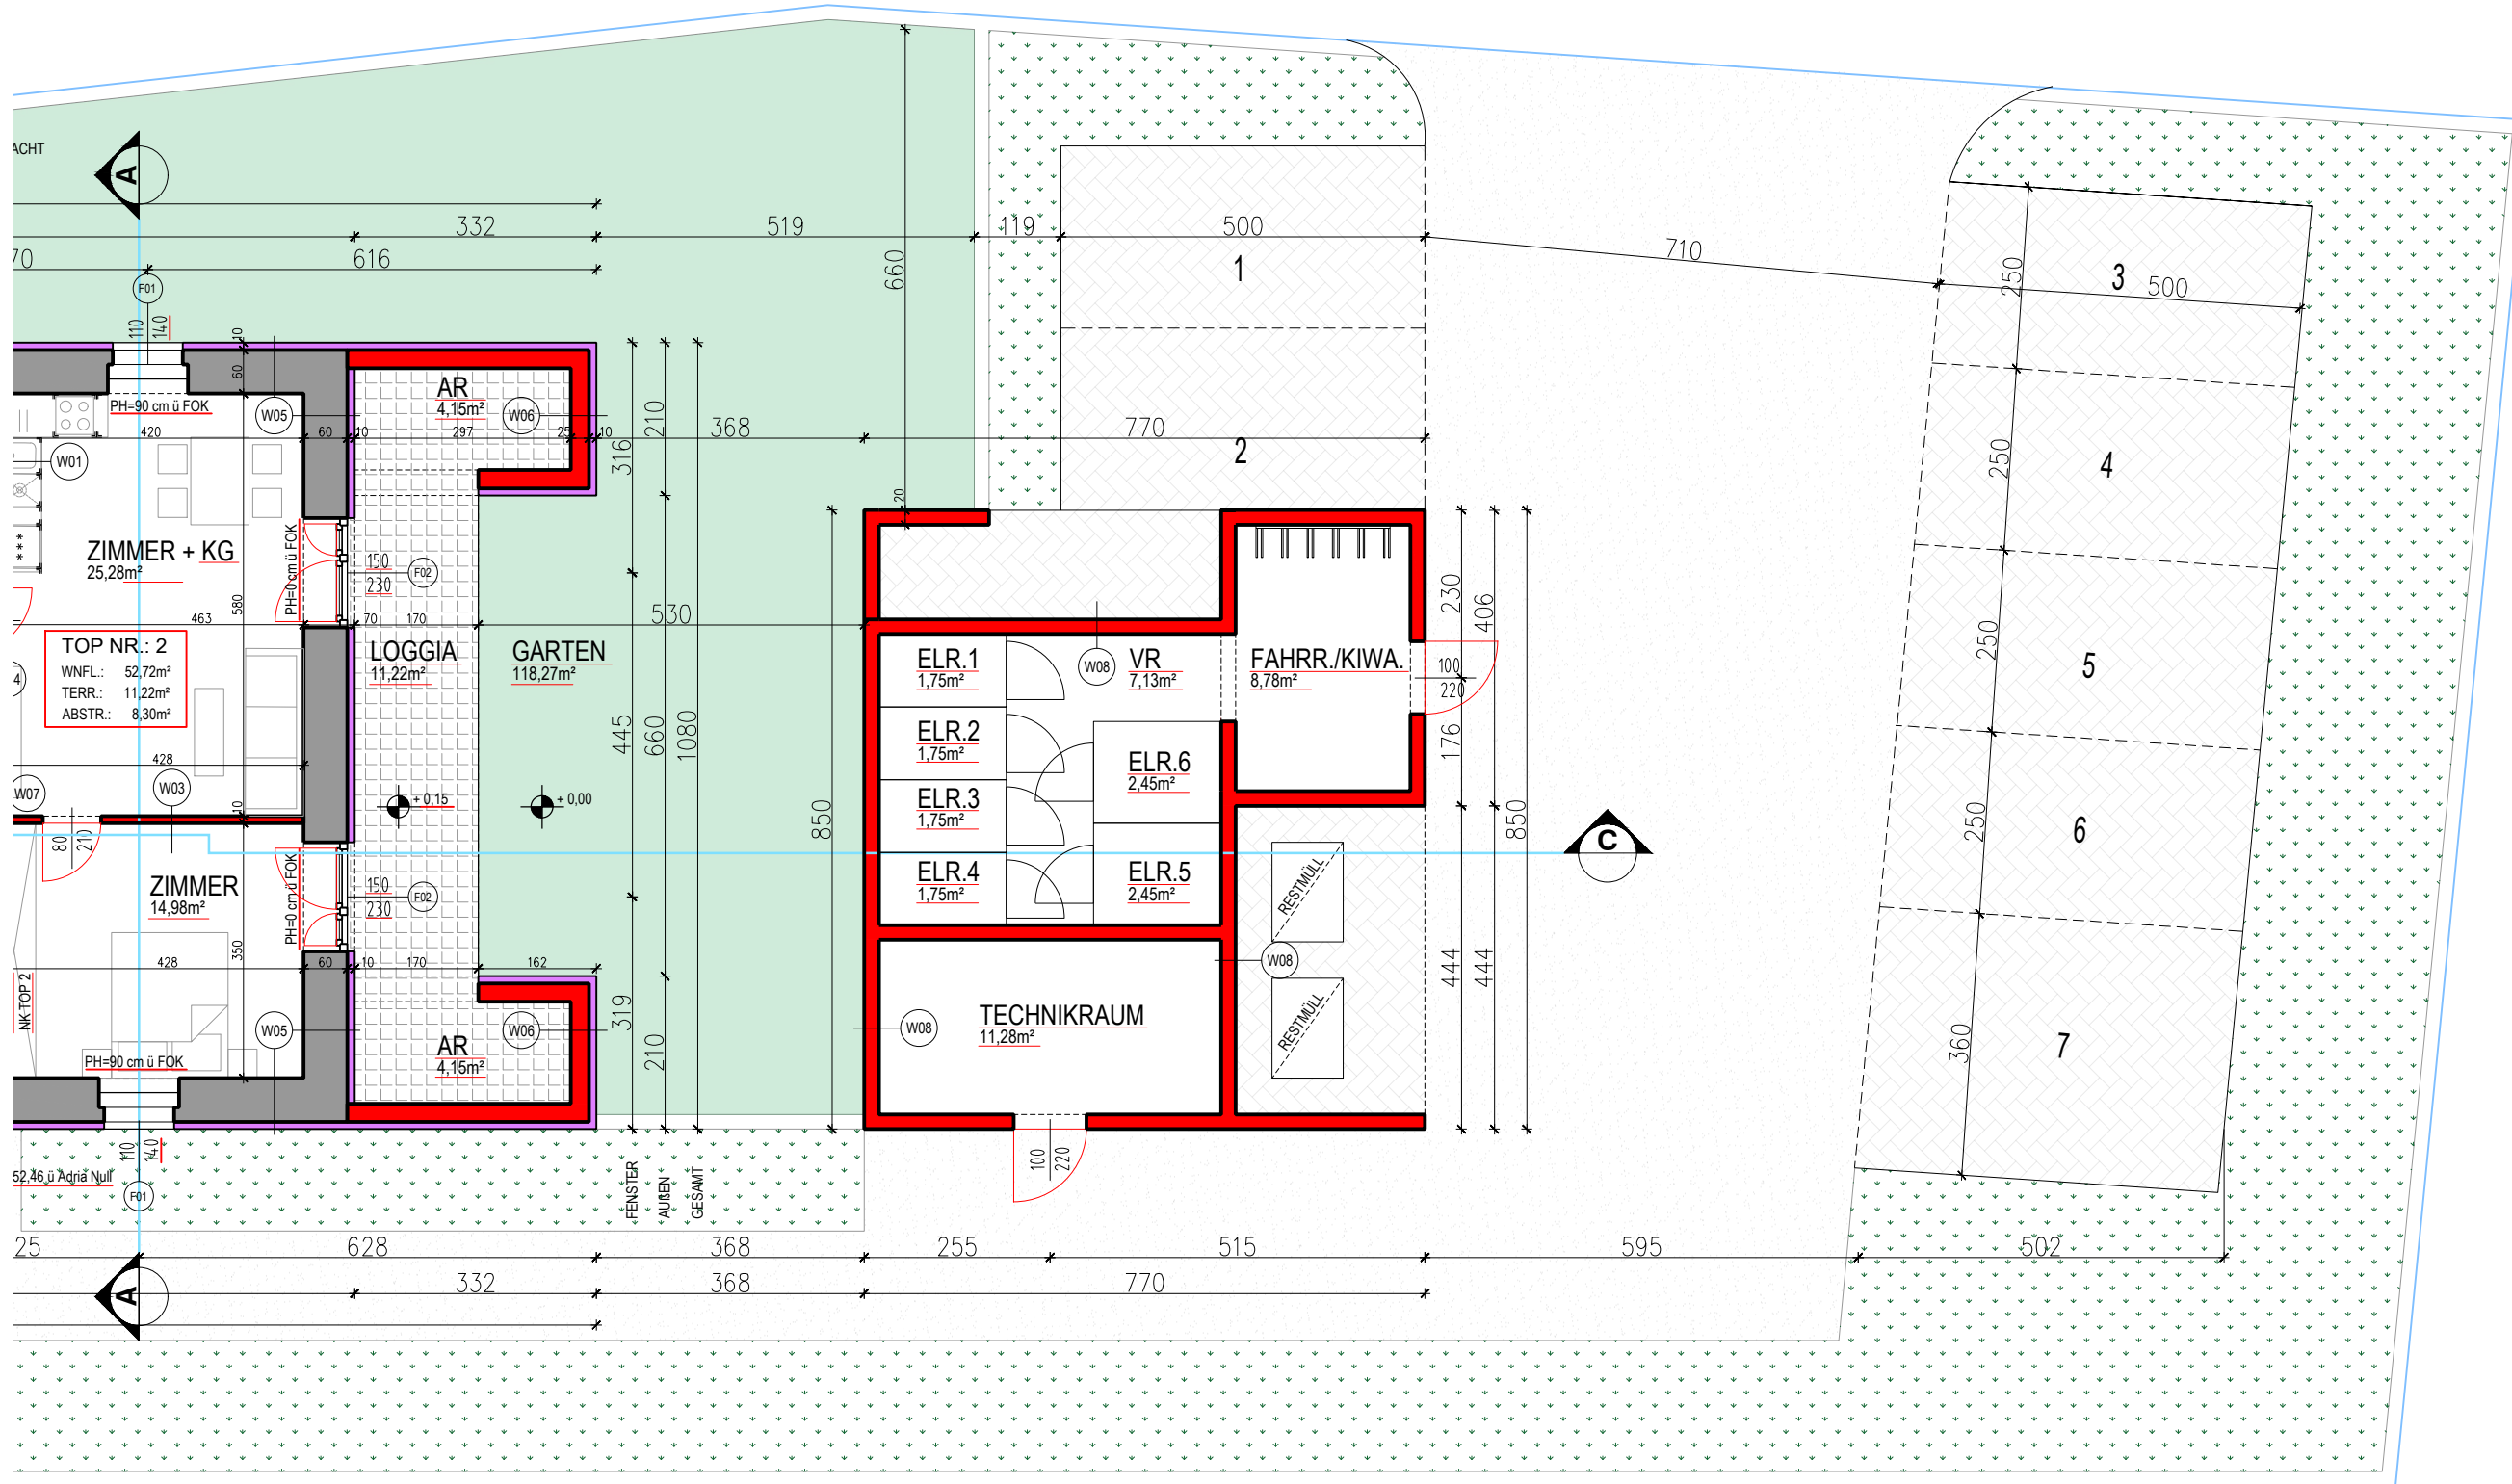 ACHT
A
332
519
119
500
710
70
616
660
F01
110
140
10
60
1
250
3
500
PH=90 cm ü FOK
W05
AR
4,15m²
W06
420
60
10
297
25
10
316
210
368
770
2
20
250
4
W01
ZIMMER + KG
25,28m²
PH=0 cm ü FOK
150
230
F02
580
463
70
170
530
TOP NR.: 2
WNFL.: 52,72m²
TERR.: 11,22m²
ABSTR.: 8,30m²
LOGGIA
11,22m²
GARTEN
118,27m²
445
660
1080
850
ELR.1
1,75m²
W08
VR
7,13m²
FAHRR./KIWA.
8,78m²
100
220
230
406
176
850
250
5
ELR.2
1,75m²
ELR.6
2,45m²
ELR.3
1,75m²
ELR.4
1,75m²
ELR.5
2,45m²
428
W07
W03
10
+ 0,15
+ 0,00
80
210
C
250
6
ZIMMER
14,98m²
PH=0 cm ü FOK
150
230
F02
RESTMÜLL
350
428
60
10
170
162
W08
444
444
NK TOP 2
W05
W06
319
210
AR
4,15m²
PH=90 cm ü FOK
W08
TECHNIKRAUM
11,28m²
RESTMÜLL
360
7
110
140
100
220
52,46 ü Adria Null
F01
FENSTER
AUßEN
GESAMT
25
628
368
255
515
595
502
A
332
368
770